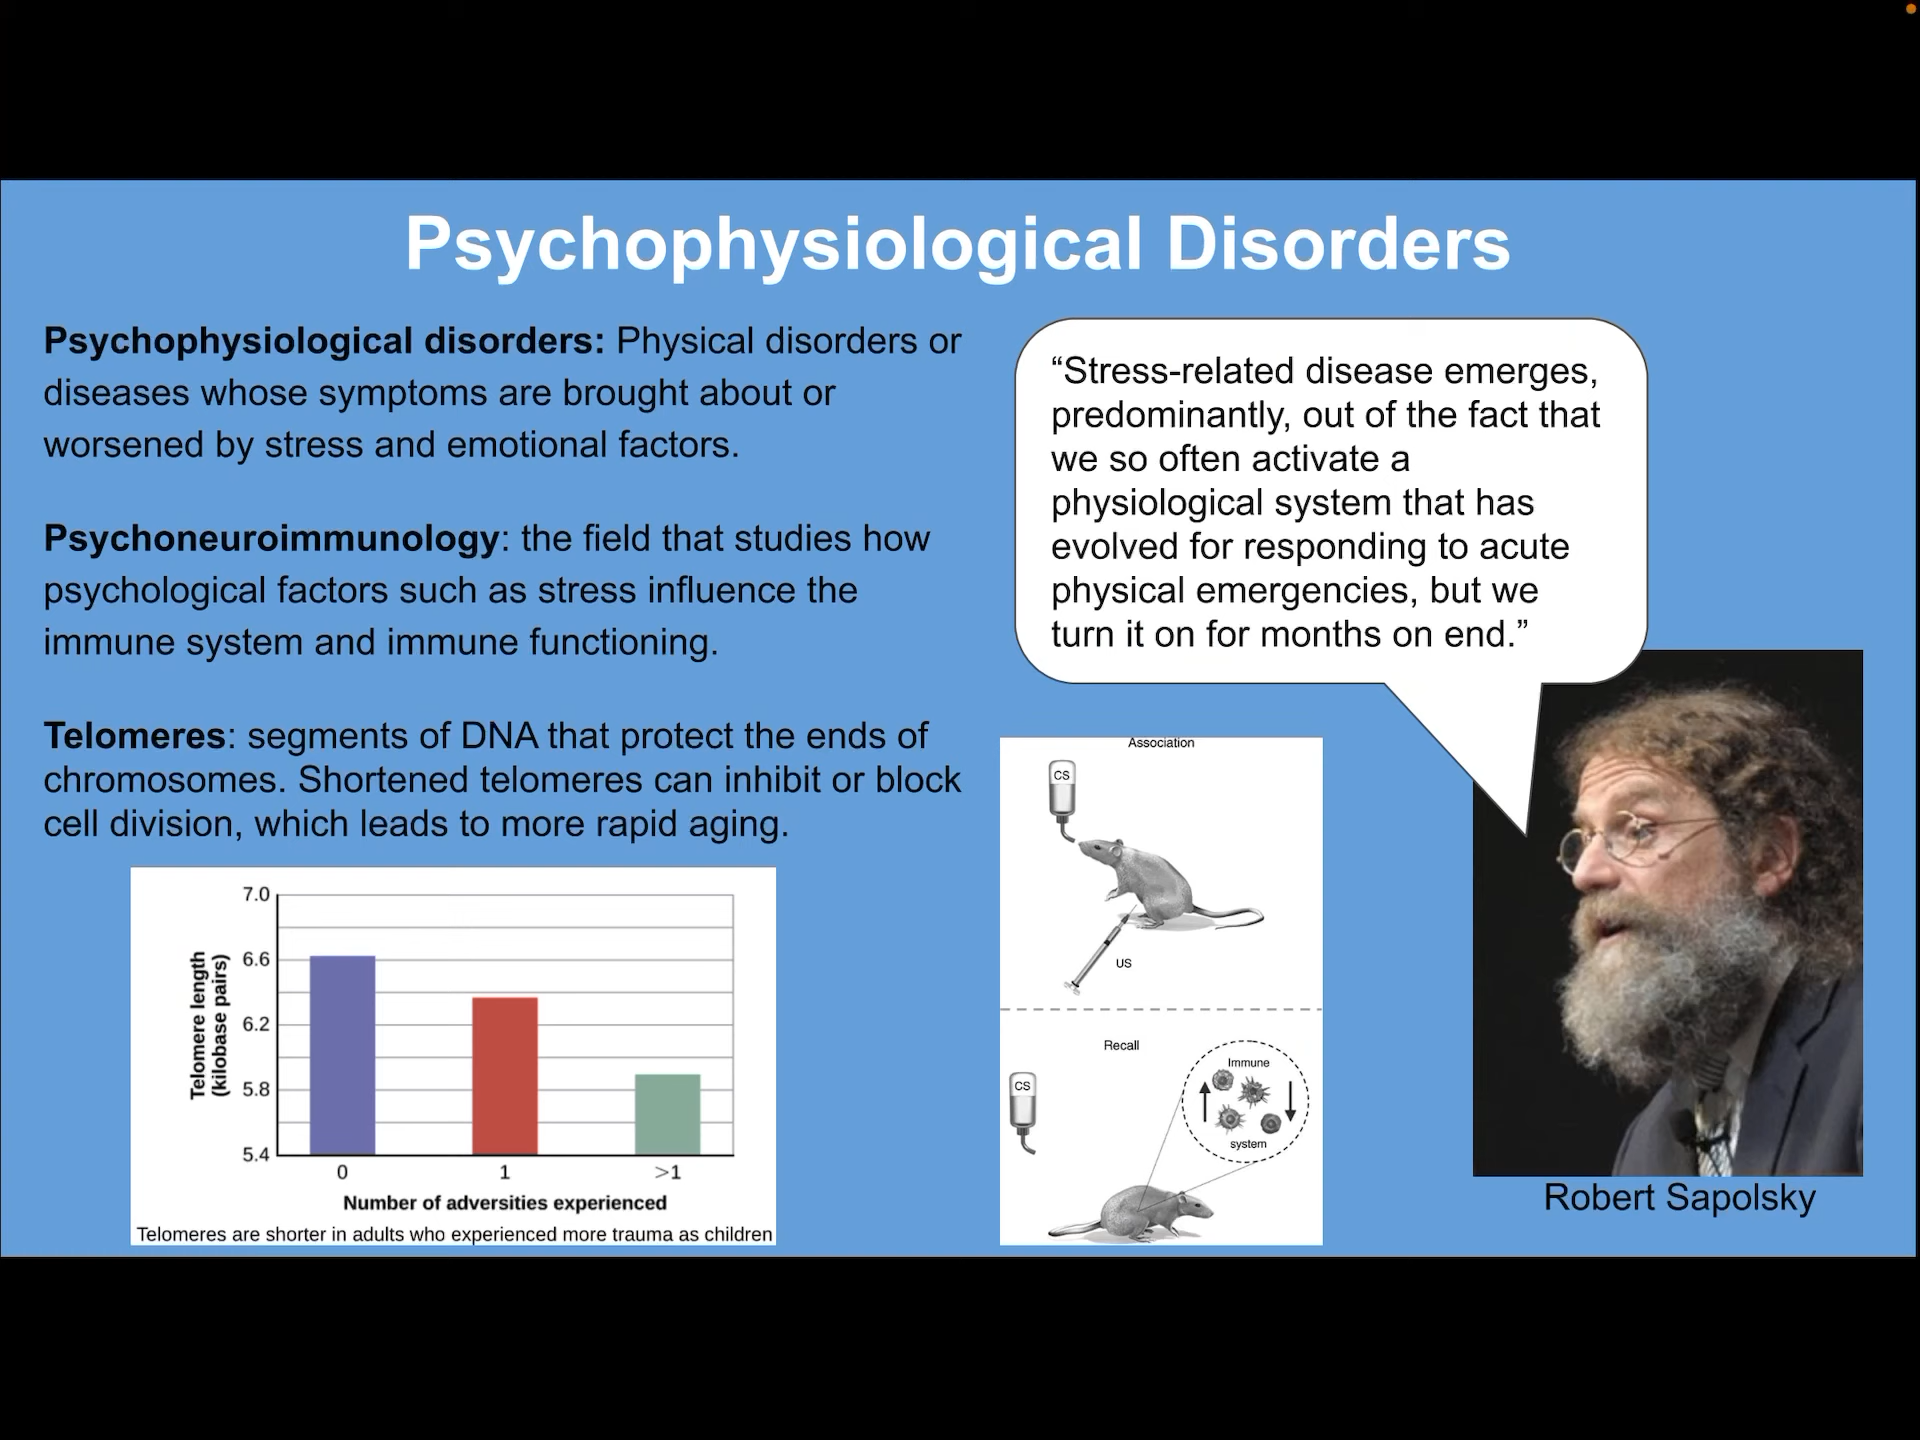 Psychophysiological Disorders
Psychophysiological disorders: Physical disorders or
diseases whose symptoms are brought about or
worsened by stress and emotional factors.
Psychoneuroimmunology: the field that studies how
psychological factors such as stress influence the
immune system and immune functioning.
Telomeres: segments of DNA that protect the ends of
chromosomes. Shortened telomeres can inhibit or block
cell division, which leads to more rapid aging.
7.0
6.6
6.2
5.8
5.4
Telomere length
(kilobase pairs)
0 1 >1
Number of adversities experienced
Telomeres are shorter in adults who experienced more trauma as children
“Stress-related disease emerges,
predominantly, out of the fact that
we so often activate a
physiological system that has
evolved for responding to acute
physical emergencies, but we
turn it on for months on end.”
Association
CS
US
Recall
CS
Immune
system
Robert Sapolsky